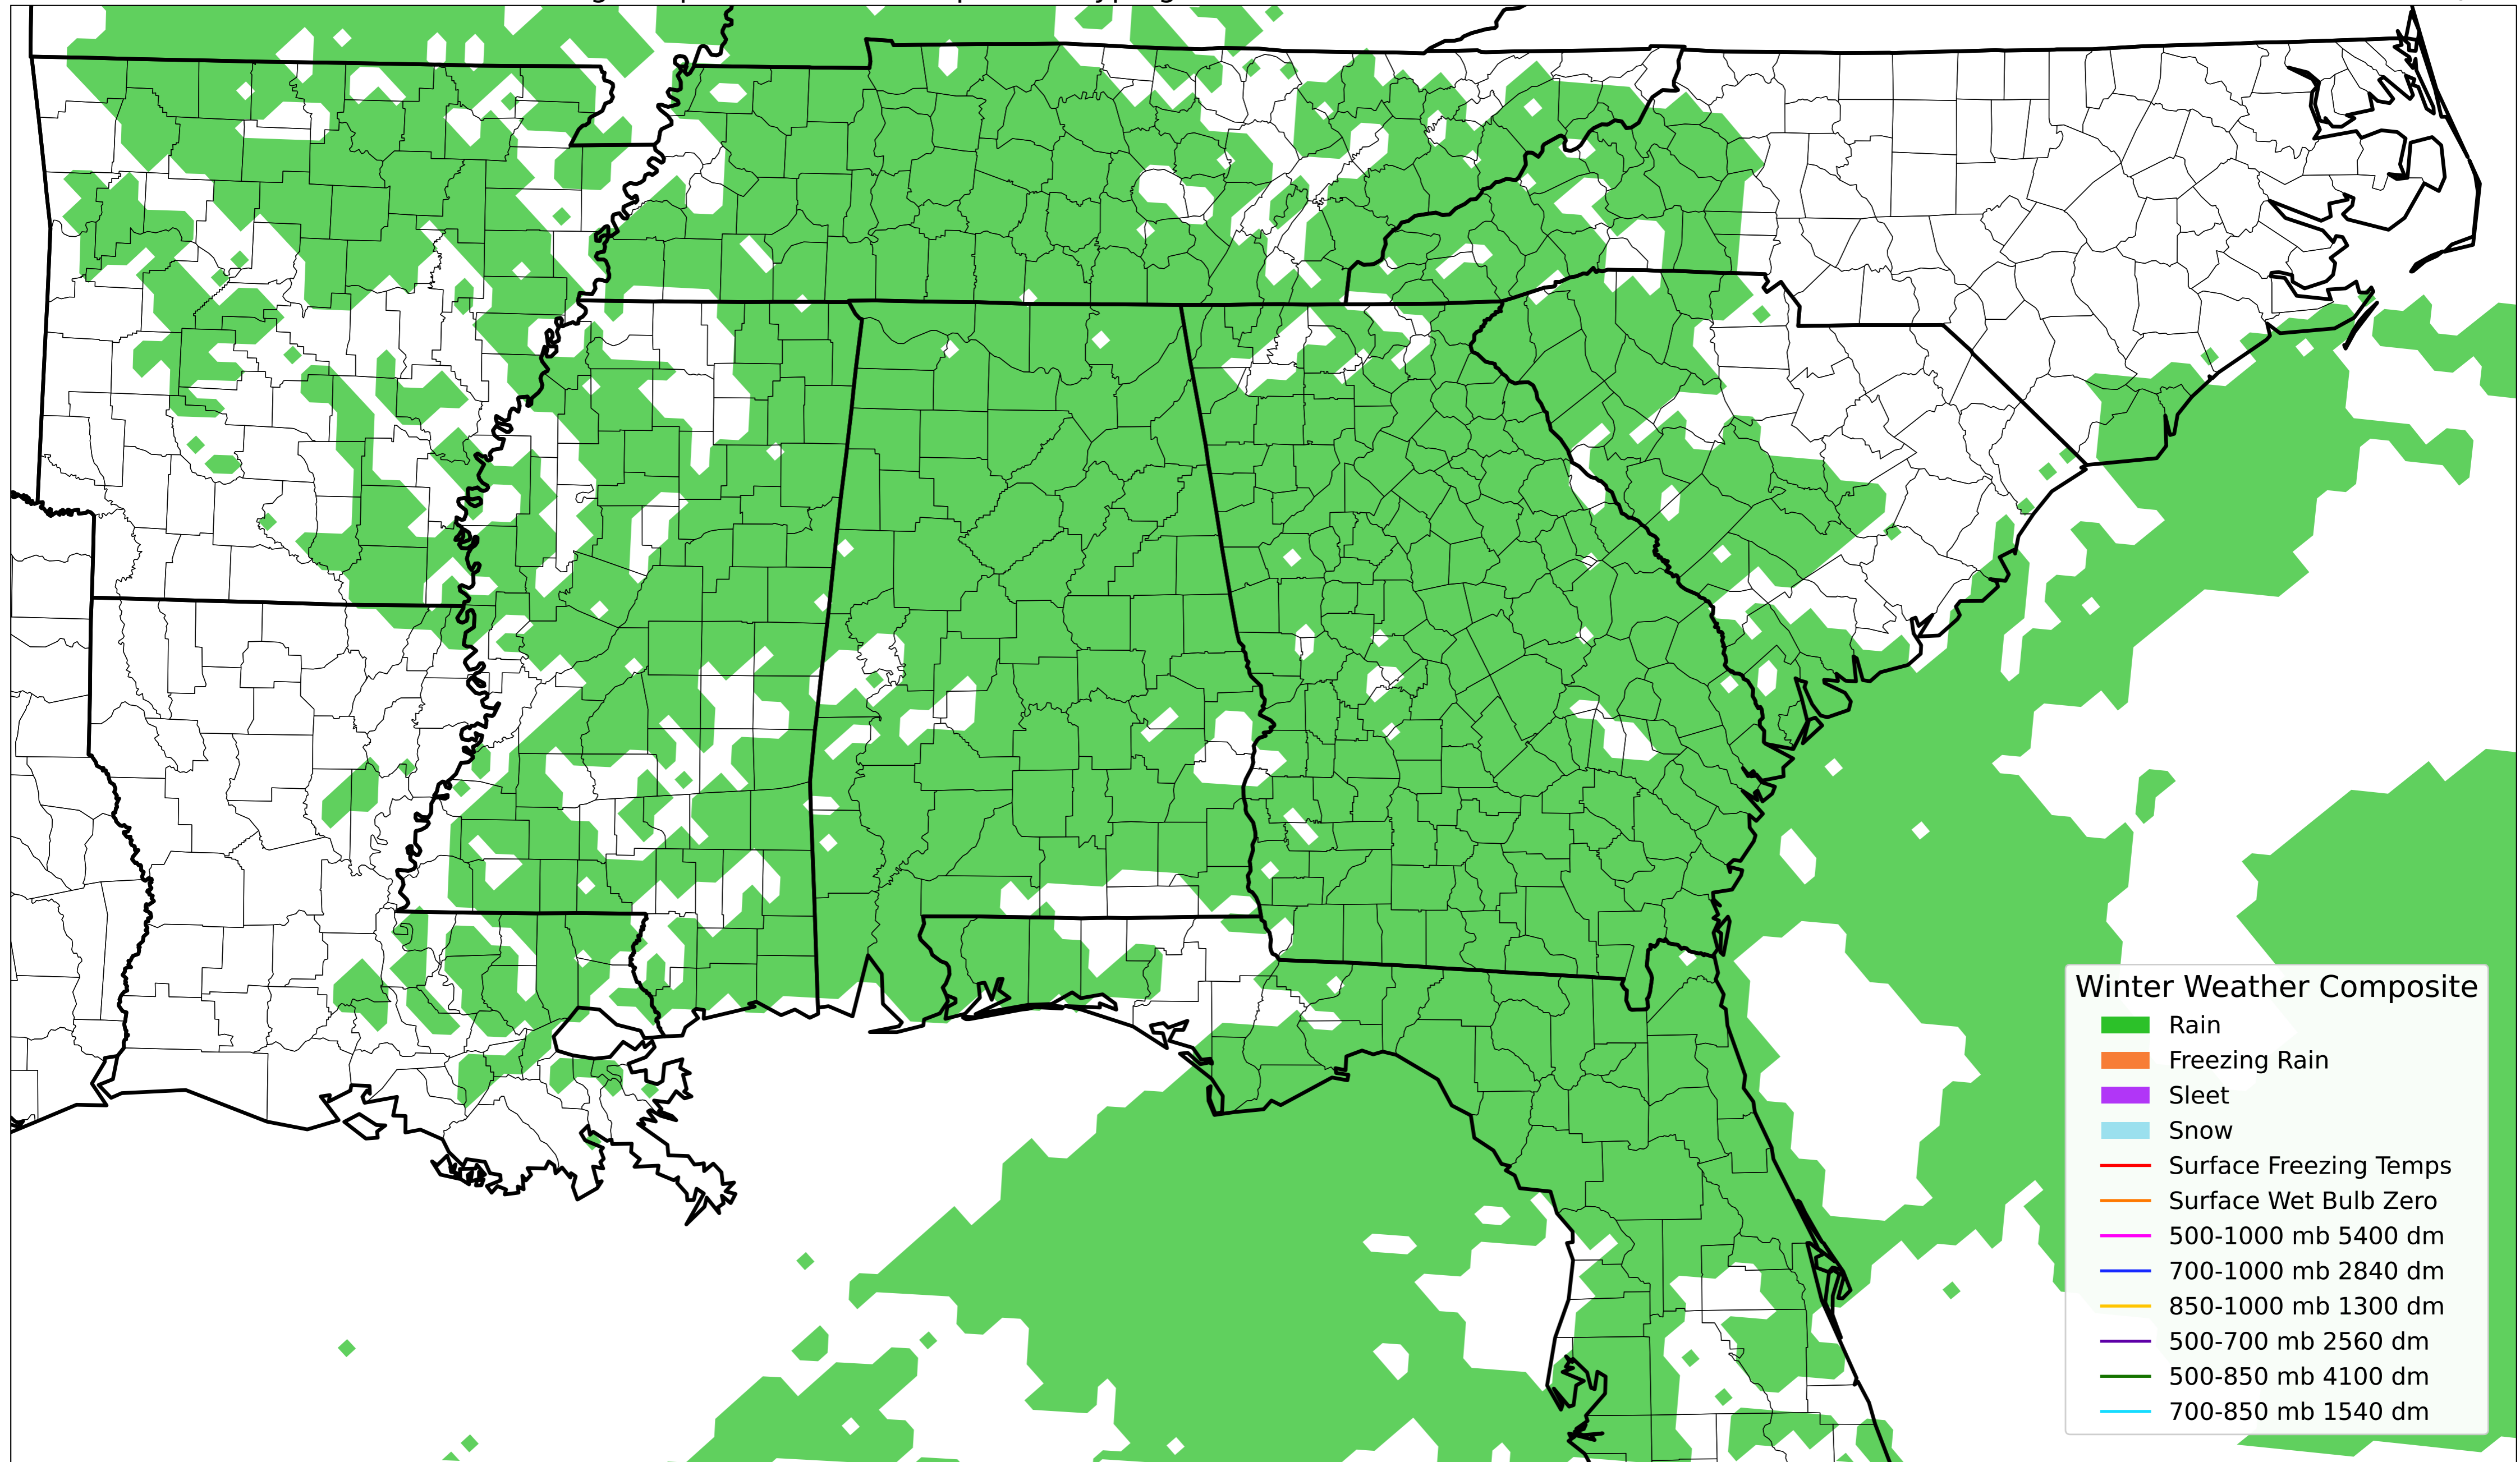 Winter Weather Composite
Rain
Freezing Rain
Sleet
Snow
Surface Freezing Temps
Surface Wet Bulb Zero
500-1000 mb 5400 dm
700-1000 mb 2840 dm
850-1000 mb 1300 dm
500-700 mb 2560 dm
500-850 mb 4100 dm
700-850 mb 1540 dm